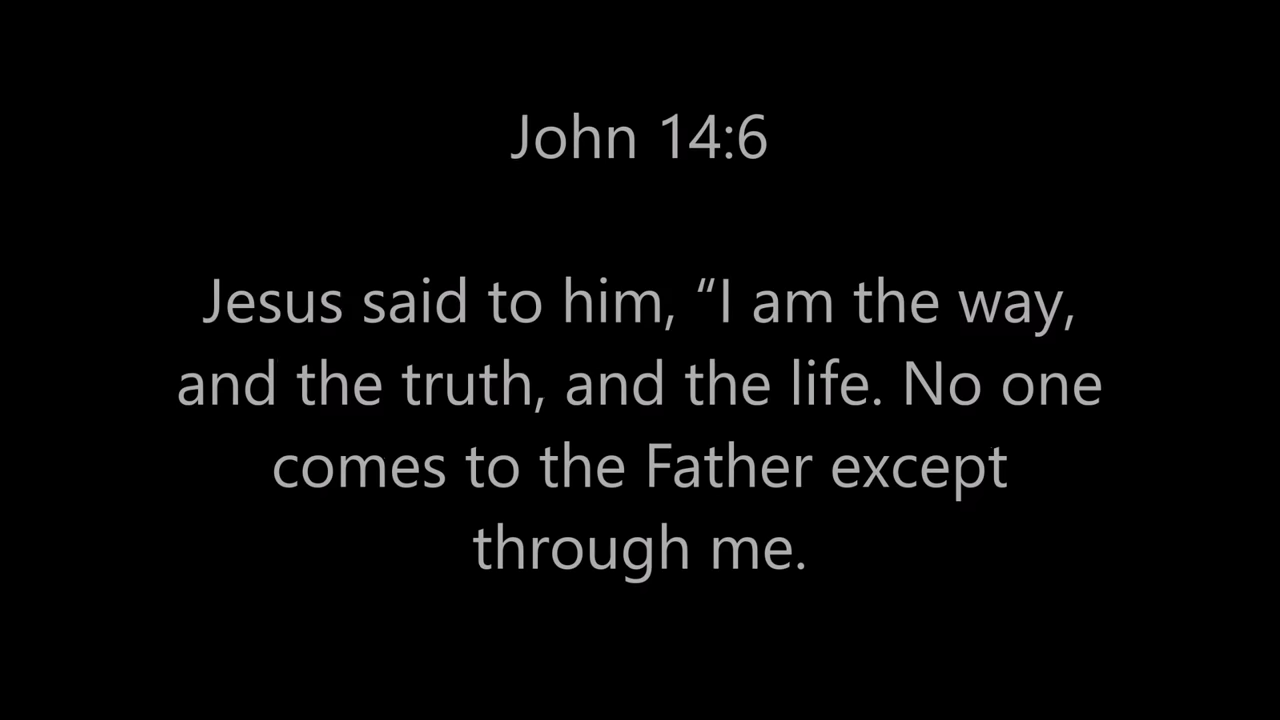 John 14:6
Jesus said to him, “I am the way,
and the truth, and the life. No one
comes to the Father except
through me.